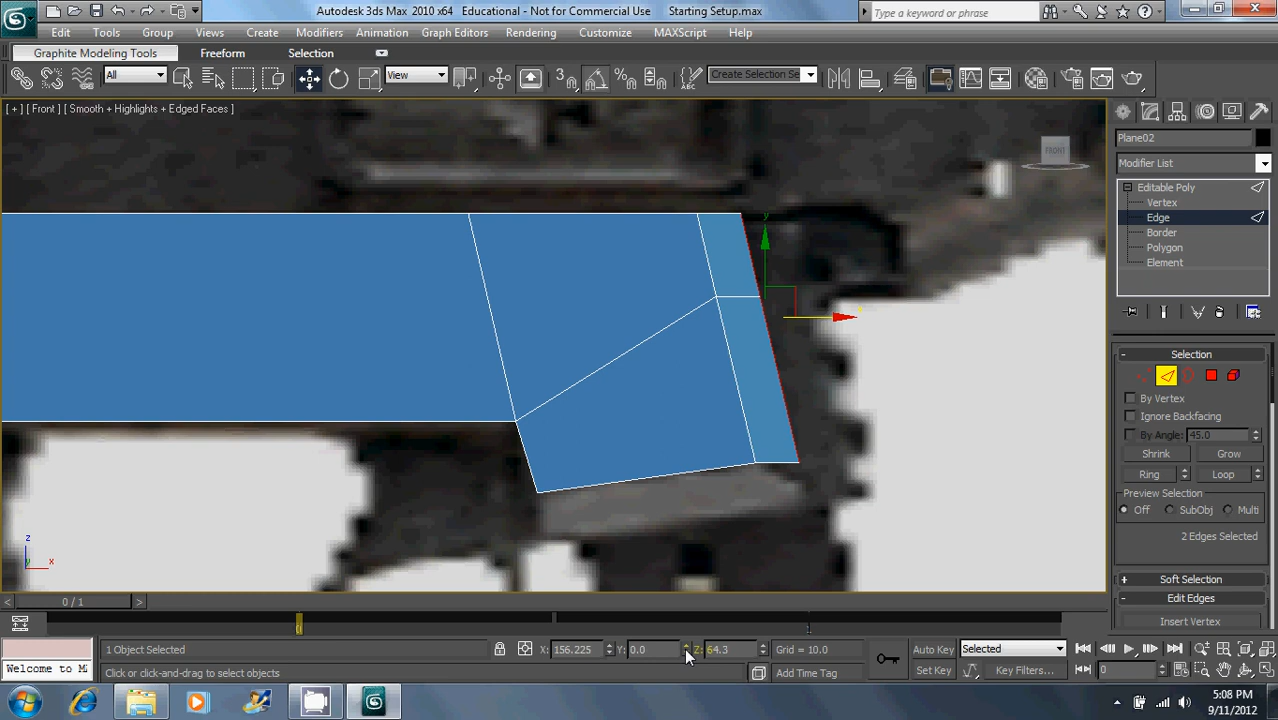 Autodesk 3ds Max 2010 x64 Educational - Not for Commercial Use Starting Setup.max
Type a keyword or phrase
Edit Tools Group Views Create Modifiers Animation Graph Editors Rendering Customize MAXScript Help
Graphite Modeling Tools Freeform Selection
All View 3 Create Selection Se
[ + ] [ Front ] [ Smooth + Highlights + Edged Faces ]
FRONT
Plane02
Modifier List
Editable Poly
Vertex
Edge
Border
Polygon
Element
y
x
z
x
Selection
By Vertex
Ignore Backfacing
By Angle: 45.0
Shrink Grow
Ring Loop
Preview Selection
Off SubObj Multi
2 Edges Selected
Soft Selection
Edit Edges
Insert Vertex
< 0 / 1 >
0 1
1 Object Selected X: 156.225 Y: 0.0 Z: 64.3 Grid = 10.0 Auto Key Selected
Welcome to M Click or click-and-drag to select objects Add Time Tag Set Key Key Filters... 0
5:08 PM
9/11/2012